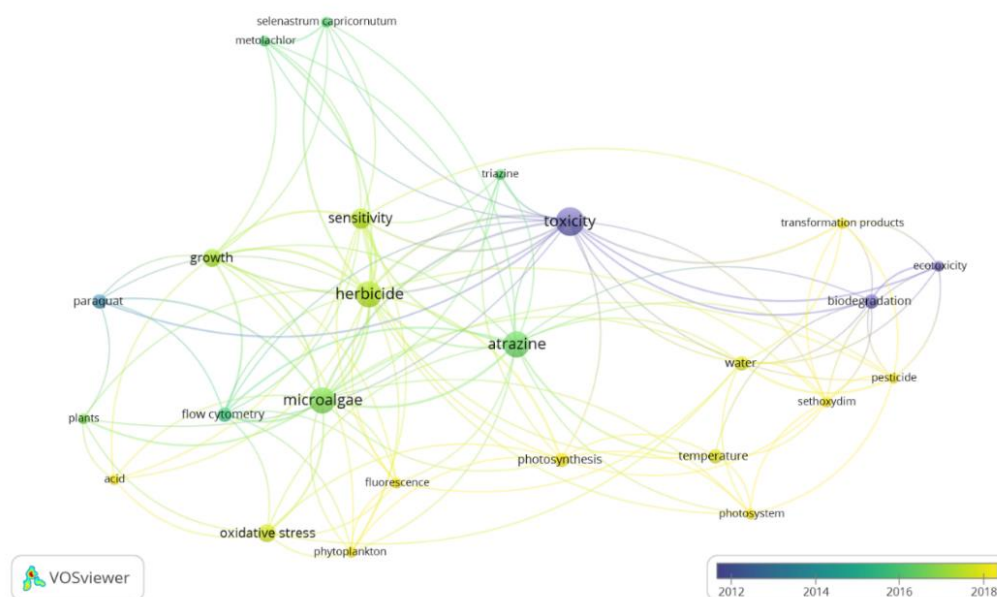 selenastrum capricornutum
metolachlor
triazine
sensitivity
toxicity
transformation products
growth
ecotoxicity
herbicide
paraquat
biodegradation
atrazine
water
pesticide
microalgae
sethoxydim
plants
flow cytometry
photosynthesis
temperature
acid
fluorescence
photosystem
oxidative stress
phytoplankton
VOSviewer
2012 2014 2016 2018